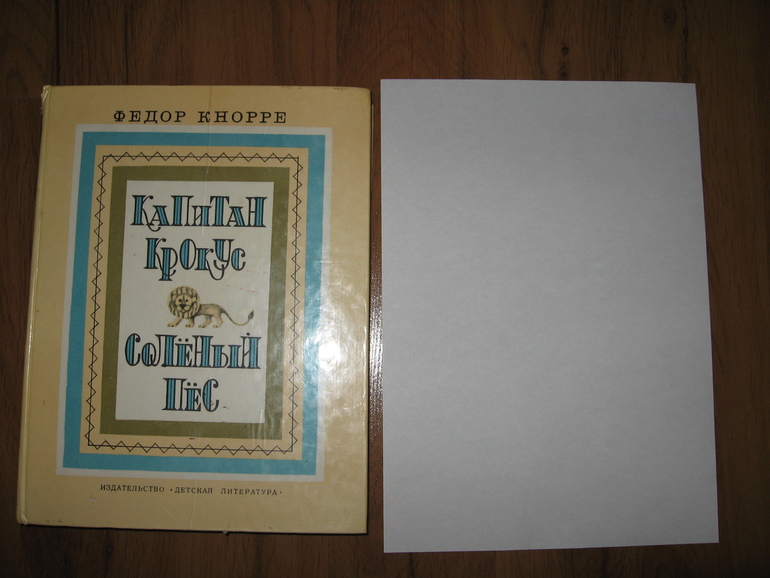 ФЕДОР КНОРРЕ
КАПИТАН
КРОКУС
СОЛЁНЫЙ
ПЁС
ИЗДАТЕЛЬСТВО «ДЕТСКАЯ ЛИТЕРАТУРА»